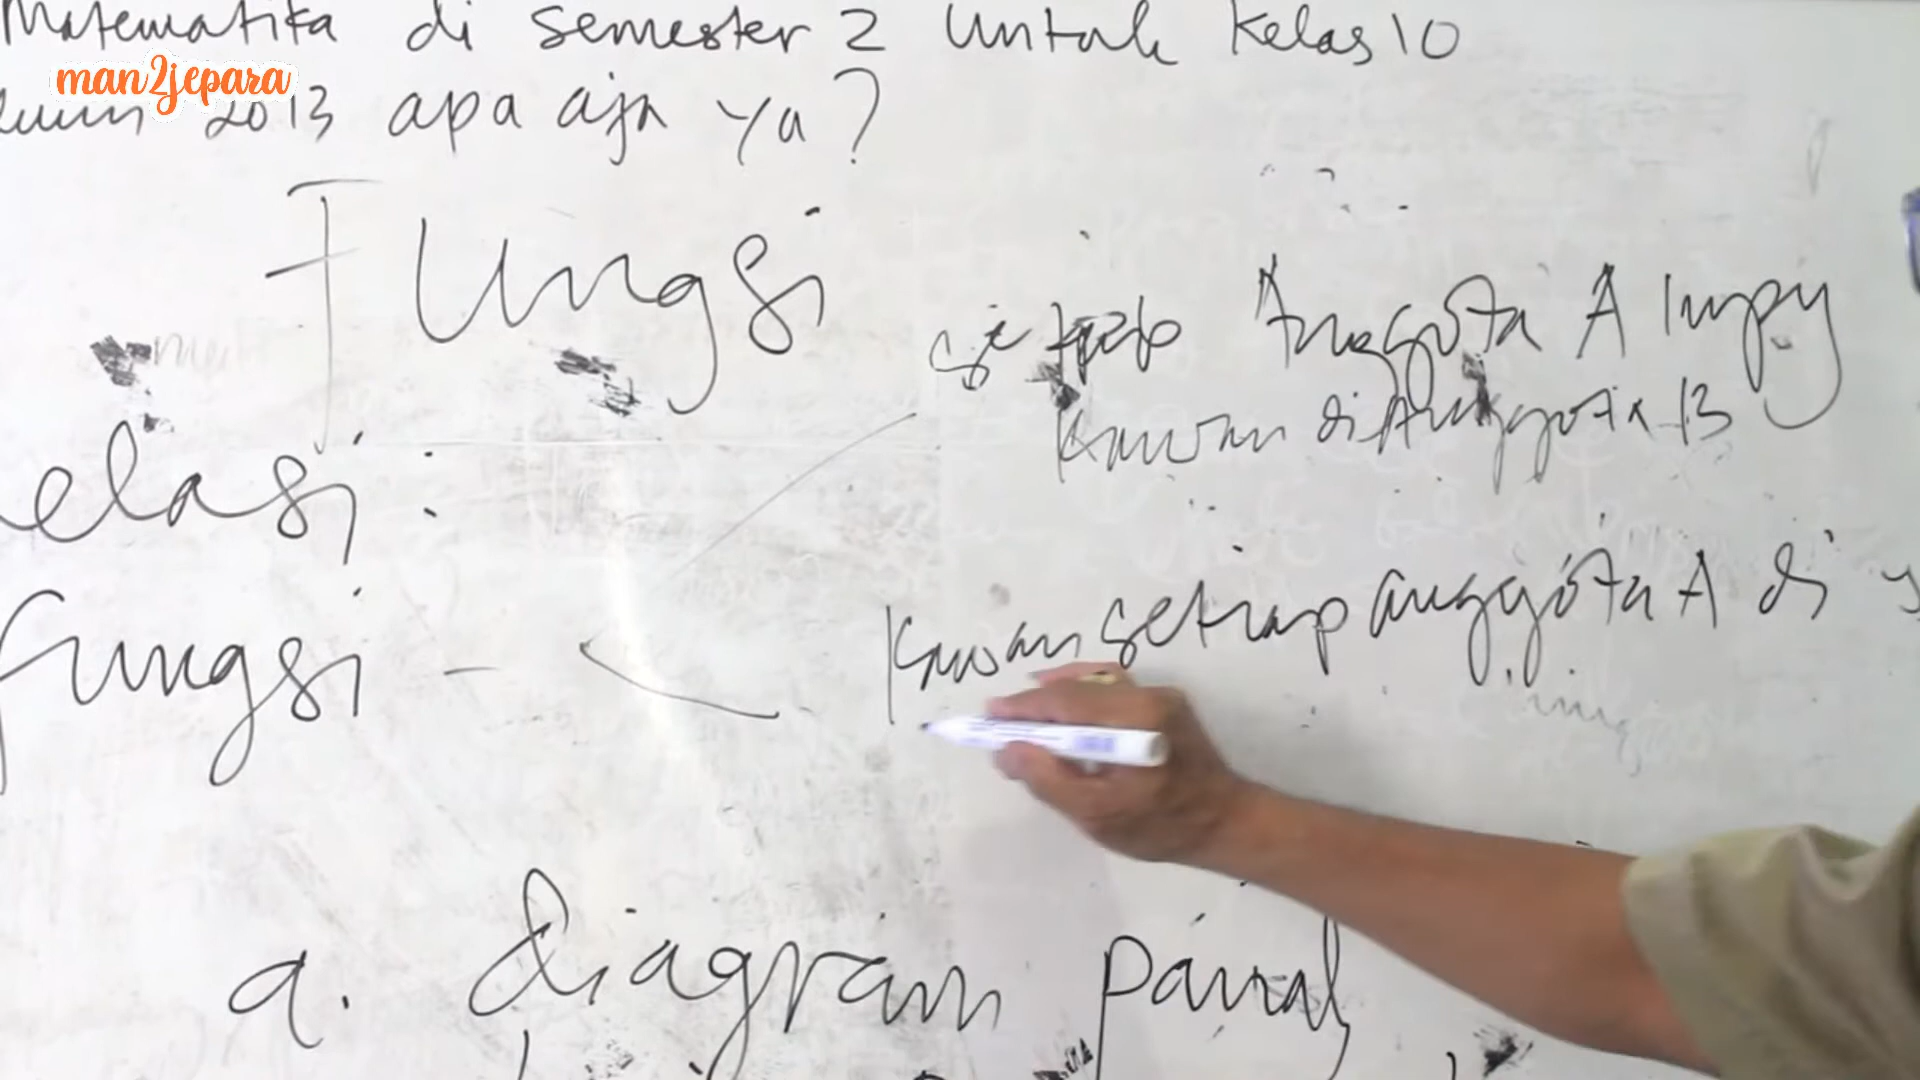 Matematika di semester 2 untuk kelas 10
man2jepara
2013 apa aja ya?
Fungsi
setiap Anggota A
kawan di Anggota B
elasi :
kawan setiap anggota A di
fungsi -
a. diagram panah